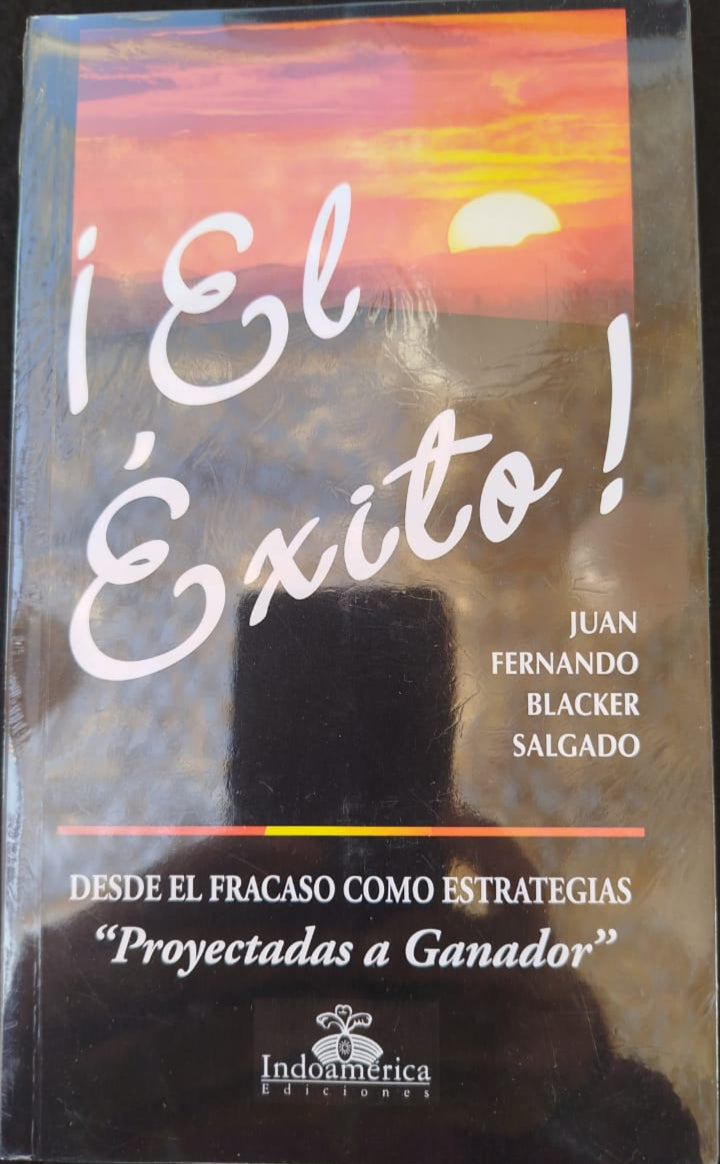 ¡El
Éxito!
JUAN
FERNANDO
BLACKER
SALGADO
DESDE EL FRACASO COMO ESTRATEGIAS
“Proyectadas a Ganador”
Indoamérica
Ediciones